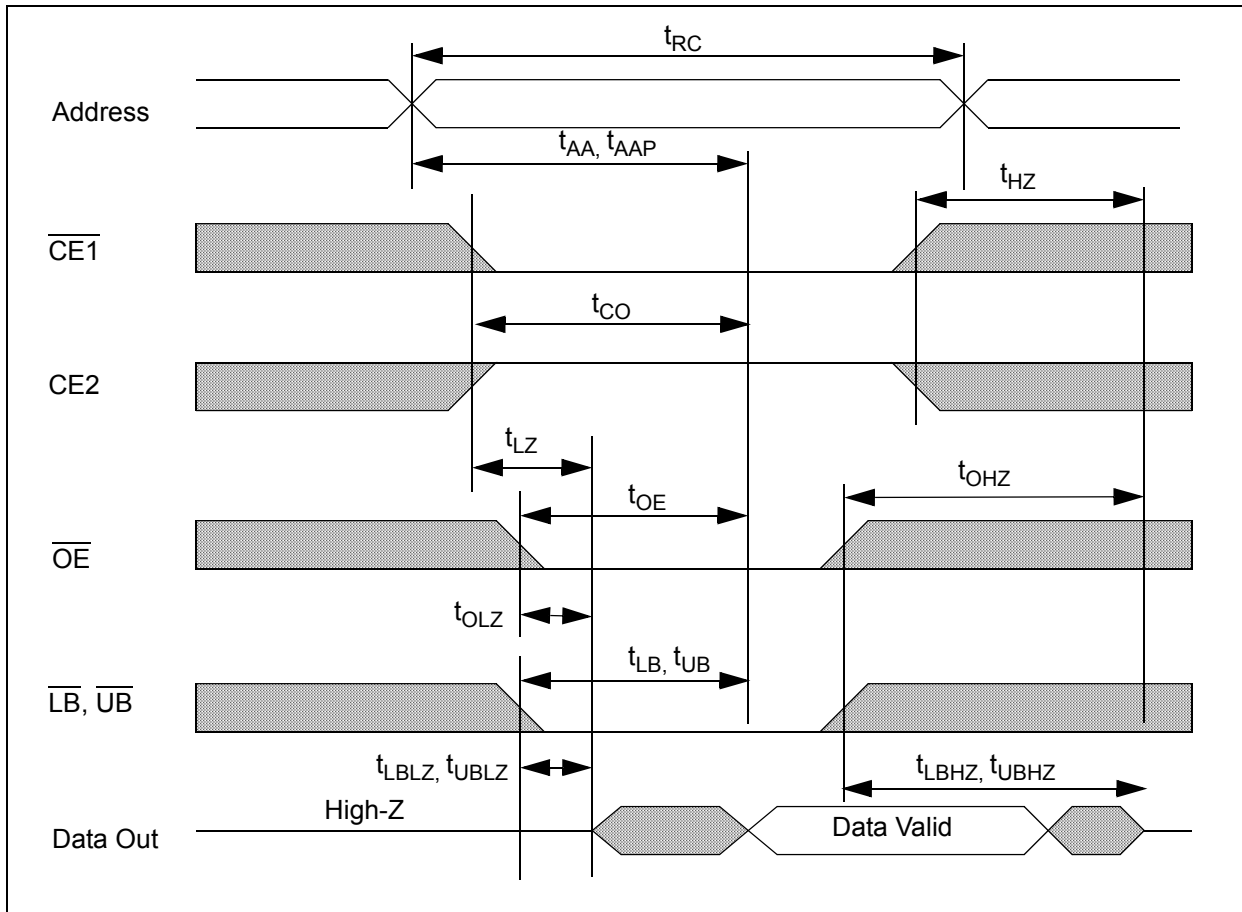 tRC
Address
tAA, tAAP
tHZ
CE1
tCO
CE2
tLZ
tOHZ
tOE
OE
tOLZ
tLB, tUB
LB, UB
tLBLZ, tUBLZ
tLBHZ, tUBHZ
High-Z
Data Valid
Data Out